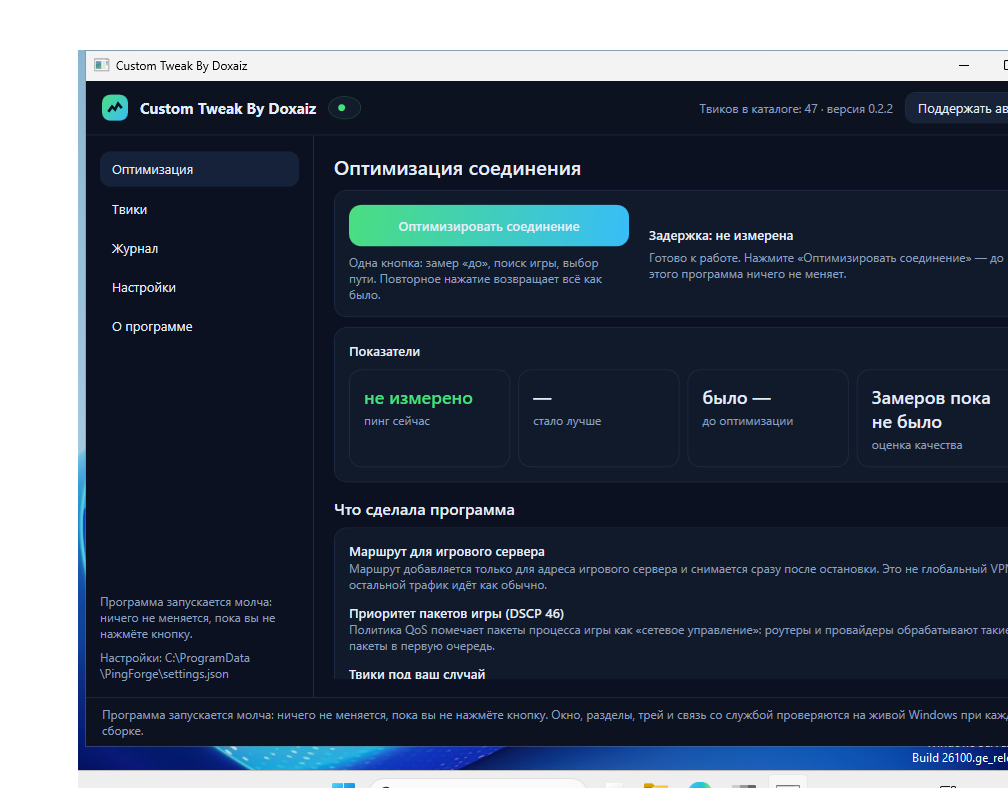 Custom Tweak By Doxaiz
Custom Tweak By Doxaiz
Твиков в каталоге: 47 · версия 0.2.2
Поддержать ав
Оптимизация
Твики
Журнал
Настройки
О программе
Программа запускается молча:
ничего не меняется, пока вы не
нажмёте кнопку.
Настройки: C:\ProgramData
\PingForge\settings.json
Оптимизация соединения
Оптимизировать соединение
Одна кнопка: замер «до», поиск игры, выбор
пути. Повторное нажатие возвращает всё как
было.
Задержка: не измерена
Готово к работе. Нажмите «Оптимизировать соединение» — до
этого программа ничего не меняет.
Показатели
не измерено
пинг сейчас
—
стало лучше
было —
до оптимизации
Замеров пока
не было
оценка качества
Что сделала программа
Маршрут для игрового сервера
Маршрут добавляется только для адреса игрового сервера и снимается сразу после остановки. Это не глобальный VPN
остальной трафик идёт как обычно.
Приоритет пакетов игры (DSCP 46)
Политика QoS помечает пакеты процесса игры как «сетевое управление»: роутеры и провайдеры обрабатывают такие
пакеты в первую очередь.
Твики под ваш случай
Программа запускается молча: ничего не меняется, пока вы не нажмёте кнопку. Окно, разделы, трей и связь со службой проверяются на живой Windows при каж
сборке.
Build 26100.ge_rele